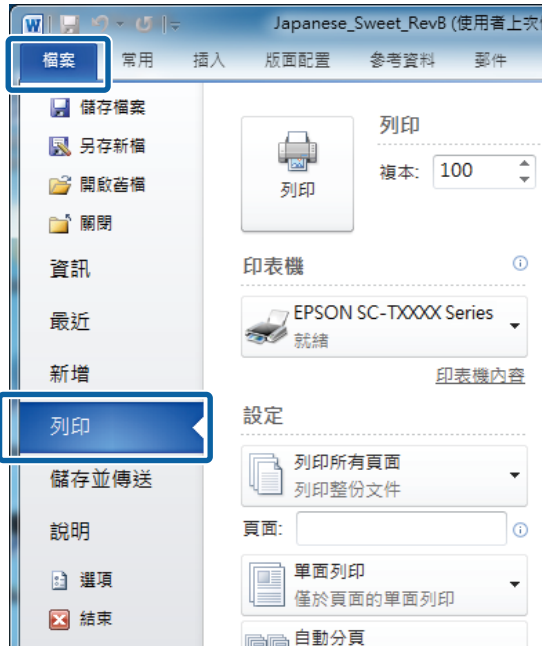 Japanese_Sweet_RevB (使用者上次
檔案 常用 插入 版面配置 參考資料 郵件
儲存檔案
另存新檔
開啟舊檔
關閉
資訊
最近
新增
列印
儲存並傳送
說明
選項
結束
列印
列印
複本: 100
印表機
EPSON SC-TXXXX Series
就緒
印表機內容
設定
列印所有頁面
列印整份文件
頁面:
單面列印
僅於頁面的單面列印
自動分頁